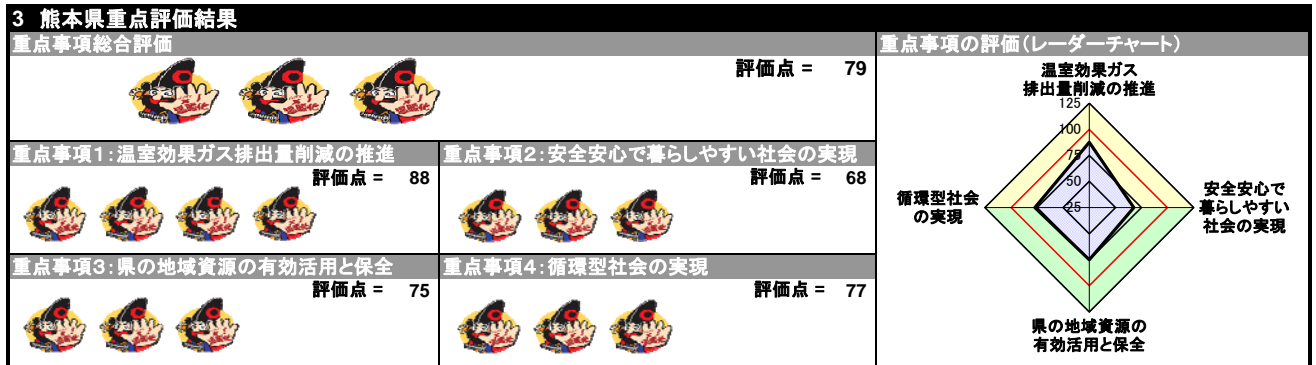 3 熊本県重点評価結果
重点事項総合評価
評価点 = 79
重点事項1：温室効果ガス排出量削減の推進
評価点 = 88
重点事項2：安全安心で暮らしやすい社会の実現
評価点 = 68
重点事項3：県の地域資源の有効活用と保全
評価点 = 75
重点事項4：循環型社会の実現
評価点 = 77
重点事項の評価（レーダーチャート）
温室効果ガス
排出量削減の推進
125
100
75
50
25
安全安心で
暮らしやすい
社会の実現
県の地域資源の
有効活用と保全
循環型社会
の実現